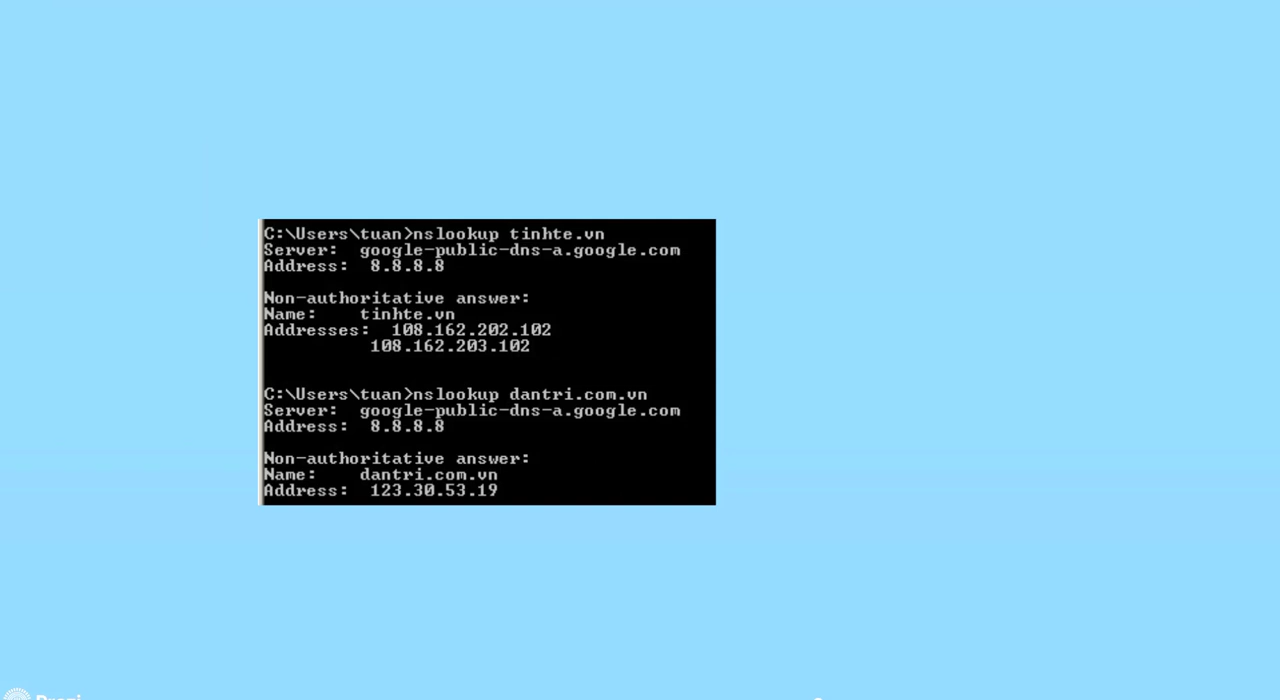 C:\Users\tuan>nslookup tinhte.vn
Server:  google-public-dns-a.google.com
Address:  8.8.8.8
Non-authoritative answer:
Name:    tinhte.vn
Addresses:  108.162.202.102
108.162.203.102
C:\Users\tuan>nslookup dantri.com.vn
Server:  google-public-dns-a.google.com
Address:  8.8.8.8
Non-authoritative answer:
Name:    dantri.com.vn
Address:  123.30.53.19
Prezi